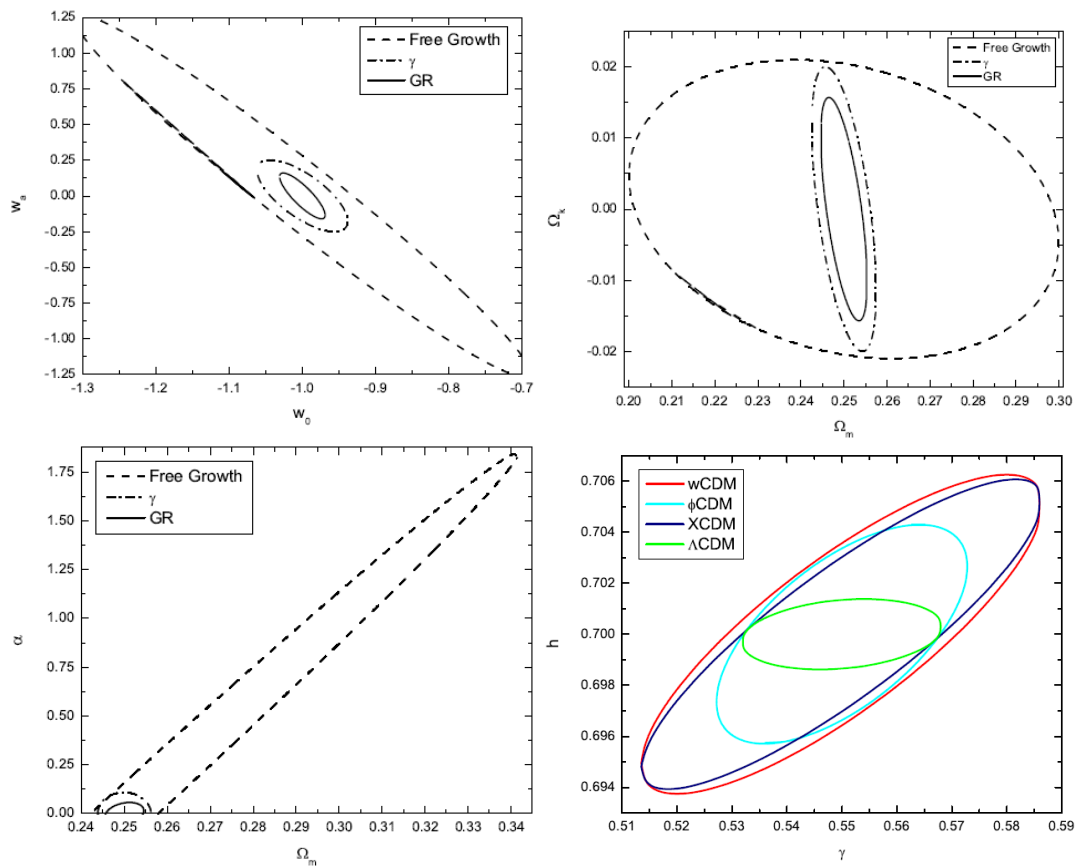 1.25
1.00
0.75
0.50
0.25
0.00
-0.25
-0.50
-0.75
-1.00
-1.25
wₐ
-1.3 -1.2 -1.1 -1.0 -0.9 -0.8 -0.7
w₀
Free Growth
γ
GR
0.02
0.01
0.00
-0.01
-0.02
Ωₖ
0.20 0.21 0.22 0.23 0.24 0.25 0.26 0.27 0.28 0.29 0.30
Ωₘ
Free Growth
γ
GR
1.75
1.50
1.25
1.00
0.75
0.50
0.25
0.00
α
0.24 0.25 0.26 0.27 0.28 0.29 0.30 0.31 0.32 0.33 0.34
Ωₘ
Free Growth
γ
GR
0.706
0.704
0.702
0.700
0.698
0.696
0.694
h
0.51 0.52 0.53 0.54 0.55 0.56 0.57 0.58 0.59
γ
wCDM
ϕCDM
XCDM
ΛCDM